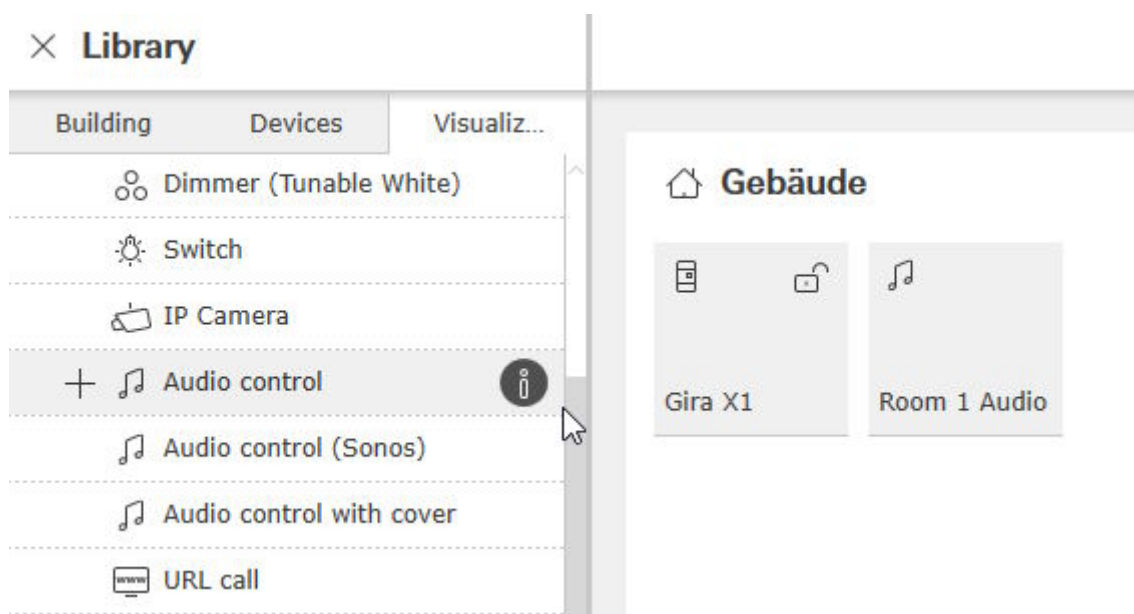 Library
Building Devices Visualiz...
Dimmer (Tunable White)
Switch
IP Camera
Audio control
Audio control (Sonos)
Audio control with cover
www URL call
Gebäude
Gira X1
Room 1 Audio